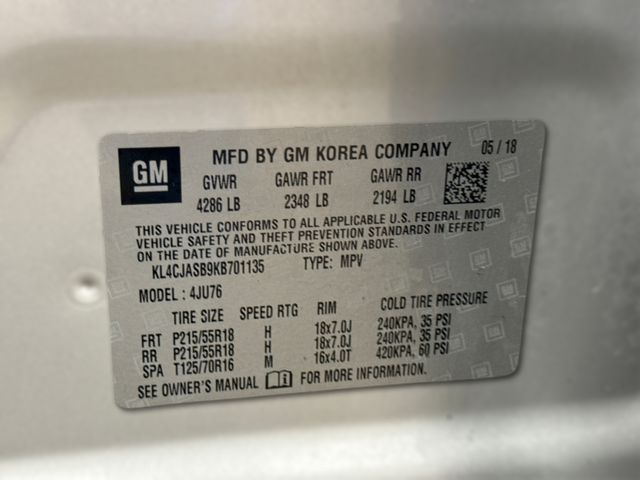 GM MFD BY GM KOREA COMPANY 05 / 18
GVWR GAWR FRT GAWR RR
4286 LB 2348 LB 2194 LB
THIS VEHICLE CONFORMS TO ALL APPLICABLE U.S. FEDERAL MOTOR
VEHICLE SAFETY AND THEFT PREVENTION STANDARDS IN EFFECT
ON THE DATE OF MANUFACTURE SHOWN ABOVE.
KL4CJASB9KB701135 TYPE: MPV
MODEL : 4JU76
TIRE SIZE SPEED RTG RIM COLD TIRE PRESSURE
FRT P215/55R18 H 18x7.0J 240KPA, 35 PSI
RR P215/55R18 H 18x7.0J 240KPA, 35 PSI
SPA T125/70R16 M 16x4.0T 420KPA, 60 PSI
SEE OWNER'S MANUAL FOR MORE INFORMATION.